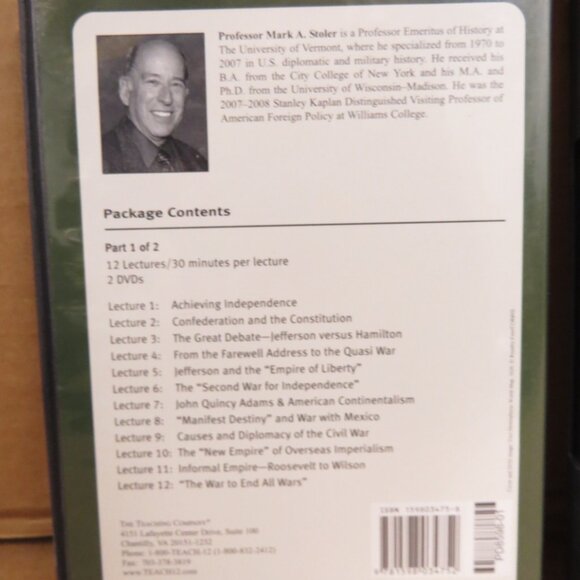 Professor Mark A. Stoler is a Professor Emeritus of History at
The University of Vermont, where he specialized from 1970 to
2007 in U.S. diplomatic and military history. He received his
B.A. from the City College of New York and his M.A. and
Ph.D. from the University of Wisconsin–Madison. He was the
2007–2008 Stanley Kaplan Distinguished Visiting Professor of
American Foreign Policy at Williams College.
Package Contents
Part 1 of 2
12 Lectures/30 minutes per lecture
2 DVDs
Lecture 1: Achieving Independence
Lecture 2: Confederation and the Constitution
Lecture 3: The Great Debate—Jefferson versus Hamilton
Lecture 4: From the Farewell Address to the Quasi War
Lecture 5: Jefferson and the "Empire of Liberty"
Lecture 6: The "Second War for Independence"
Lecture 7: John Quincy Adams & American Continentalism
Lecture 8: "Manifest Destiny" and War with Mexico
Lecture 9: Causes and Diplomacy of the Civil War
Lecture 10: The "New Empire" of Overseas Imperialism
Lecture 11: Informal Empire—Roosevelt to Wilson
Lecture 12: "The War to End All Wars"
THE TEACHING COMPANY®
4151 Lafayette Center Drive, Suite 100
Chantilly, VA 20151-1232
Phone: 1-800-TEACH-12 (1-800-832-2412)
Fax: 703-378-3819
WWW.TEACH12.COM
ISBN 159803475-8
9 781598 034752